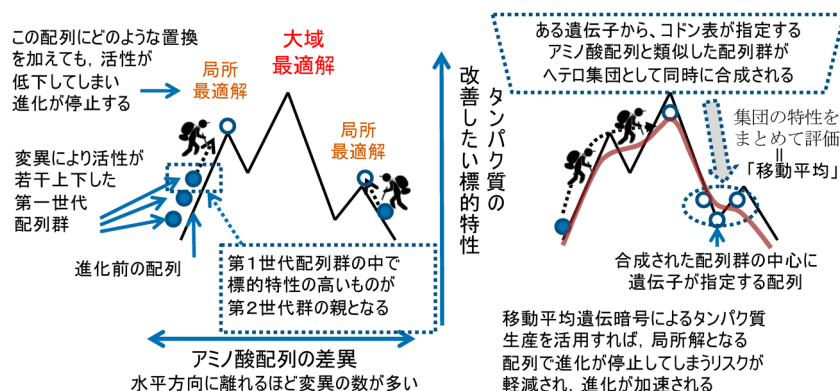 この配列にどのような置換
を加えても，活性が
低下してしまい
進化が停止する
大域
最適解
局所
最適解
局所
最適解
変異により活性が
若干上下した
第一世代
配列群
進化前の配列
第1世代配列群の中で
標的特性の高いものが
第2世代群の親となる
アミノ酸配列の差異
水平方向に離れるほど変異の数が多い
タンパク質の
改善したい標的特性
ある遺伝子から、コドン表が指定する
アミノ酸配列と類似した配列群が
ヘテロ集団として同時に合成される
集団の特性を
まとめて評価
＝
「移動平均」
合成された配列群の中心に
遺伝子が指定する配列
移動平均遺伝暗号によるタンパク質
生産を活用すれば，局所解となる
配列で進化が停止してしまうリスクが
軽減され，進化が加速される